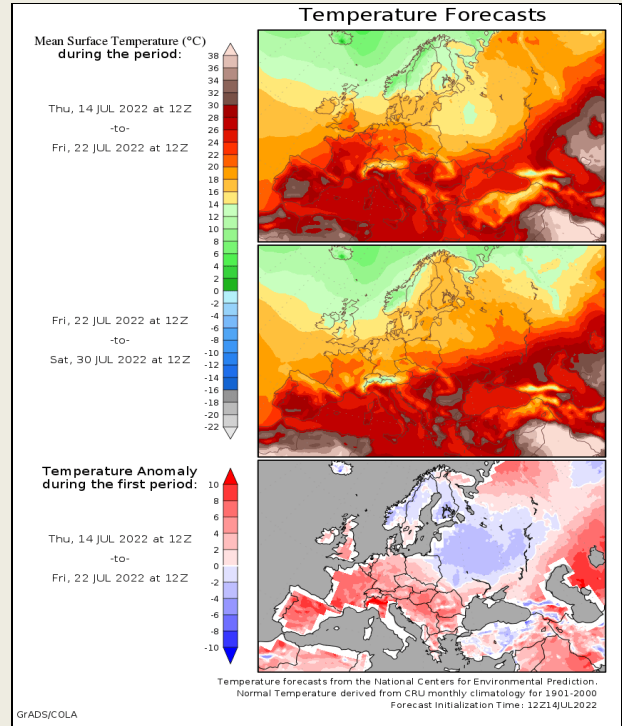 Temperature Forecasts
Mean Surface Temperature (°C)
during the period:
Thu, 14 JUL 2022 at 12Z
-to-
Fri, 22 JUL 2022 at 12Z
38
36
34
32
30
28
26
24
22
20
18
16
14
12
10
8
6
4
2
0
-2
-4
-6
-8
-10
-12
-14
-16
-18
-20
-22
Fri, 22 JUL 2022 at 12Z
-to-
Sat, 30 JUL 2022 at 12Z
Temperature Anomaly
during the first period:
Thu, 14 JUL 2022 at 12Z
-to-
Fri, 22 JUL 2022 at 12Z
10
8
6
4
2
0
-2
-4
-6
-8
-10
Temperature forecasts from the National Centers for Environmental Prediction.
Normal Temperature derived from CRU monthly climatology for 1901-2000
Forecast Initialization Time: 12Z14JUL2022
GrADS/COLA